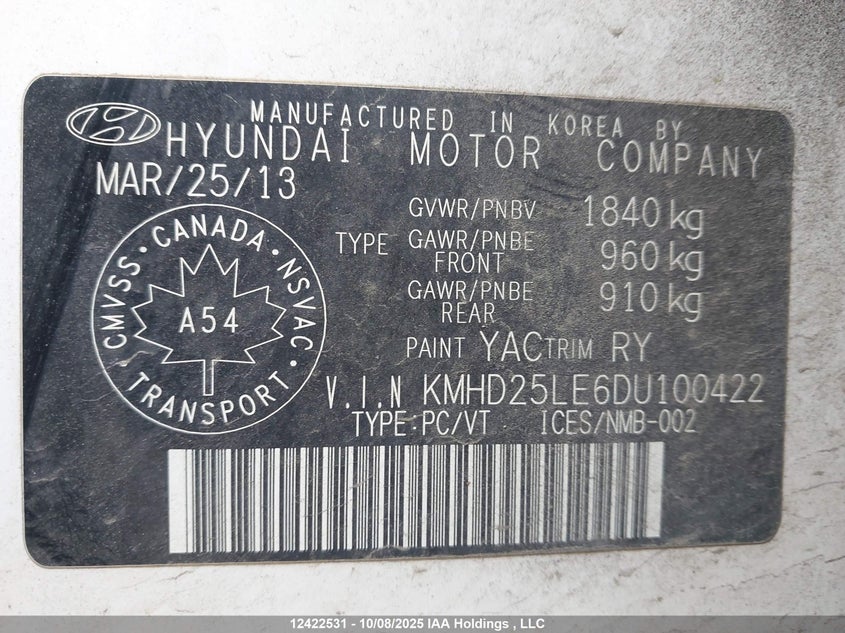 MANUFACTURED IN KOREA BY
HYUNDAI MOTOR COMPANY
MAR/25/13
GVWR/PNBV 1840 kg
TYPE GAWR/PNBE FRONT 960 kg
GAWR/PNBE REAR 910 kg
CMVSS · CANADA · NSVAC · TRANSPORT ·
A54
PAINT YAC TRIM RY
V.I.N KMHD25LE6DU100422
TYPE:PC/VT ICES/NMB-002
12422531 - 10/08/2025 IAA Holdings , LLC